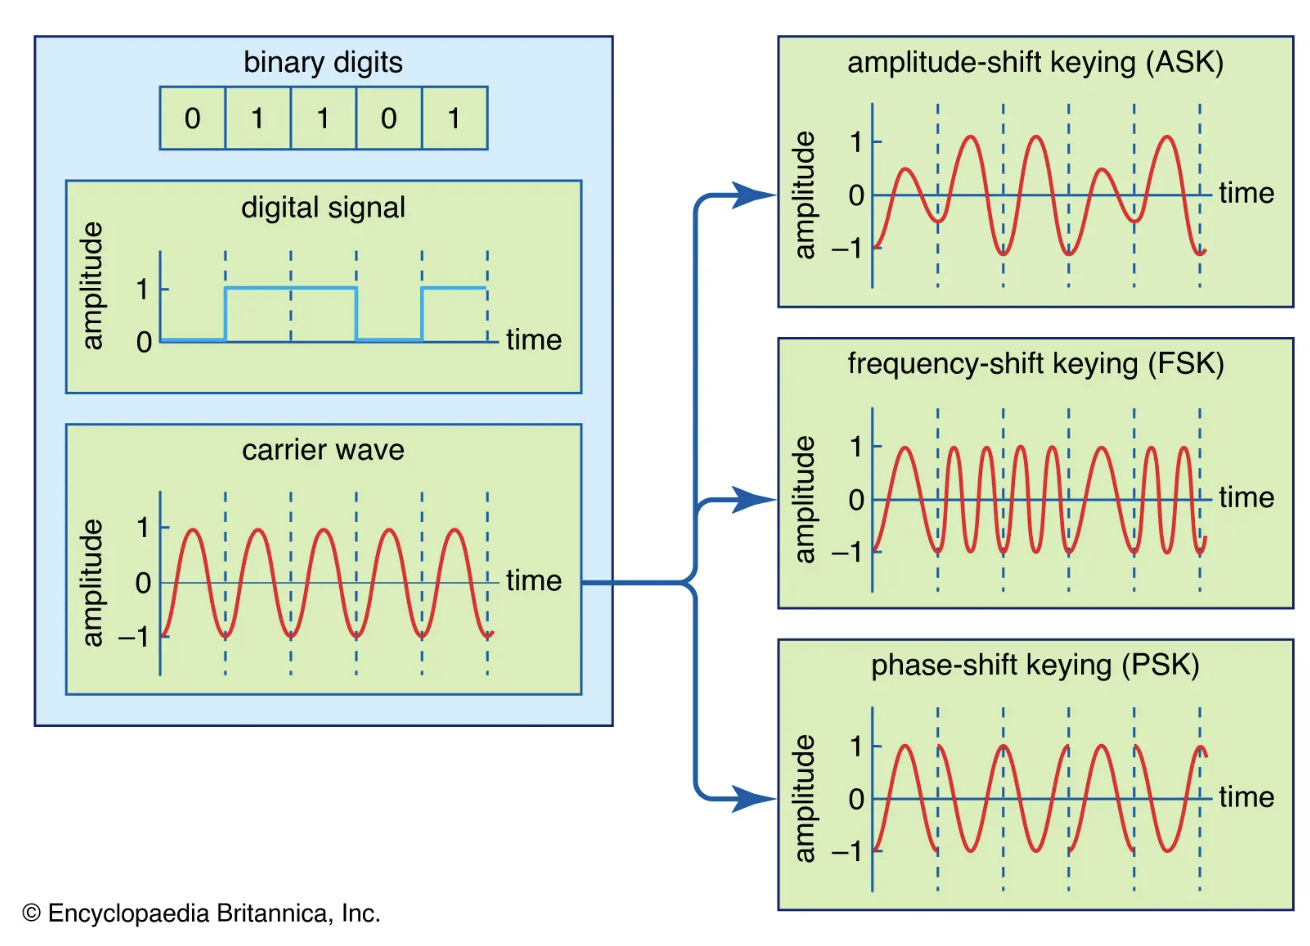 binary digits
0 1 1 0 1
digital signal
amplitude
1
0
time
carrier wave
amplitude
1
0
–1
time
amplitude-shift keying (ASK)
amplitude
1
0
–1
time
frequency-shift keying (FSK)
amplitude
1
0
–1
time
phase-shift keying (PSK)
amplitude
1
0
–1
time
© Encyclopaedia Britannica, Inc.